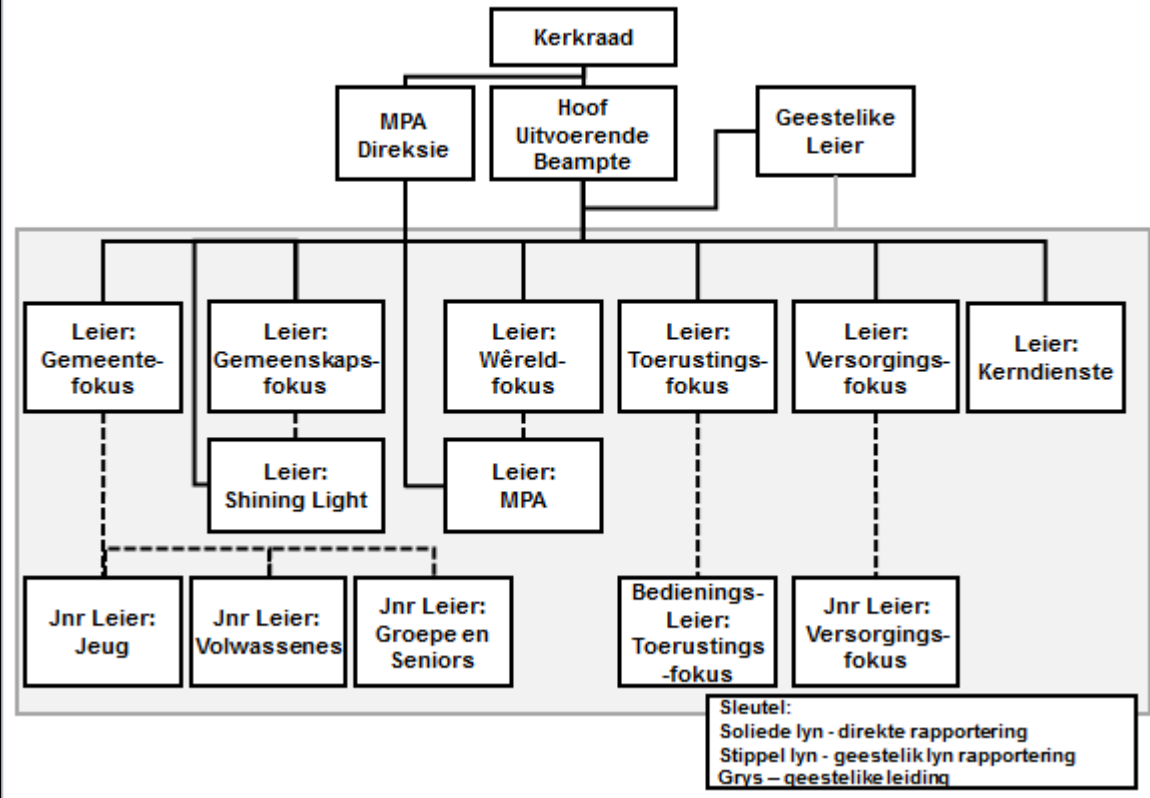 Kerkraad
MPA
Direksie
Hoof
Uitvoerende
Beampte
Geestelike
Leier
Leier:
Gemeente-
fokus
Leier:
Gemeenskaps-
fokus
Leier:
Wêreld-
fokus
Leier:
Toerustings-
fokus
Leier:
Versorgings-
fokus
Leier:
Kerndienste
Leier:
Shining Light
Leier:
MPA
Jnr Leier:
Jeug
Jnr Leier:
Volwassenes
Jnr Leier:
Groepe en
Seniors
Bedienings-
Leier:
Toerustings
-fokus
Jnr Leier:
Versorgings-
fokus
Sleutel:
Soliede lyn - direkte rapportering
Stippel lyn - geestelik lyn rapportering
Grys – geestelike leiding